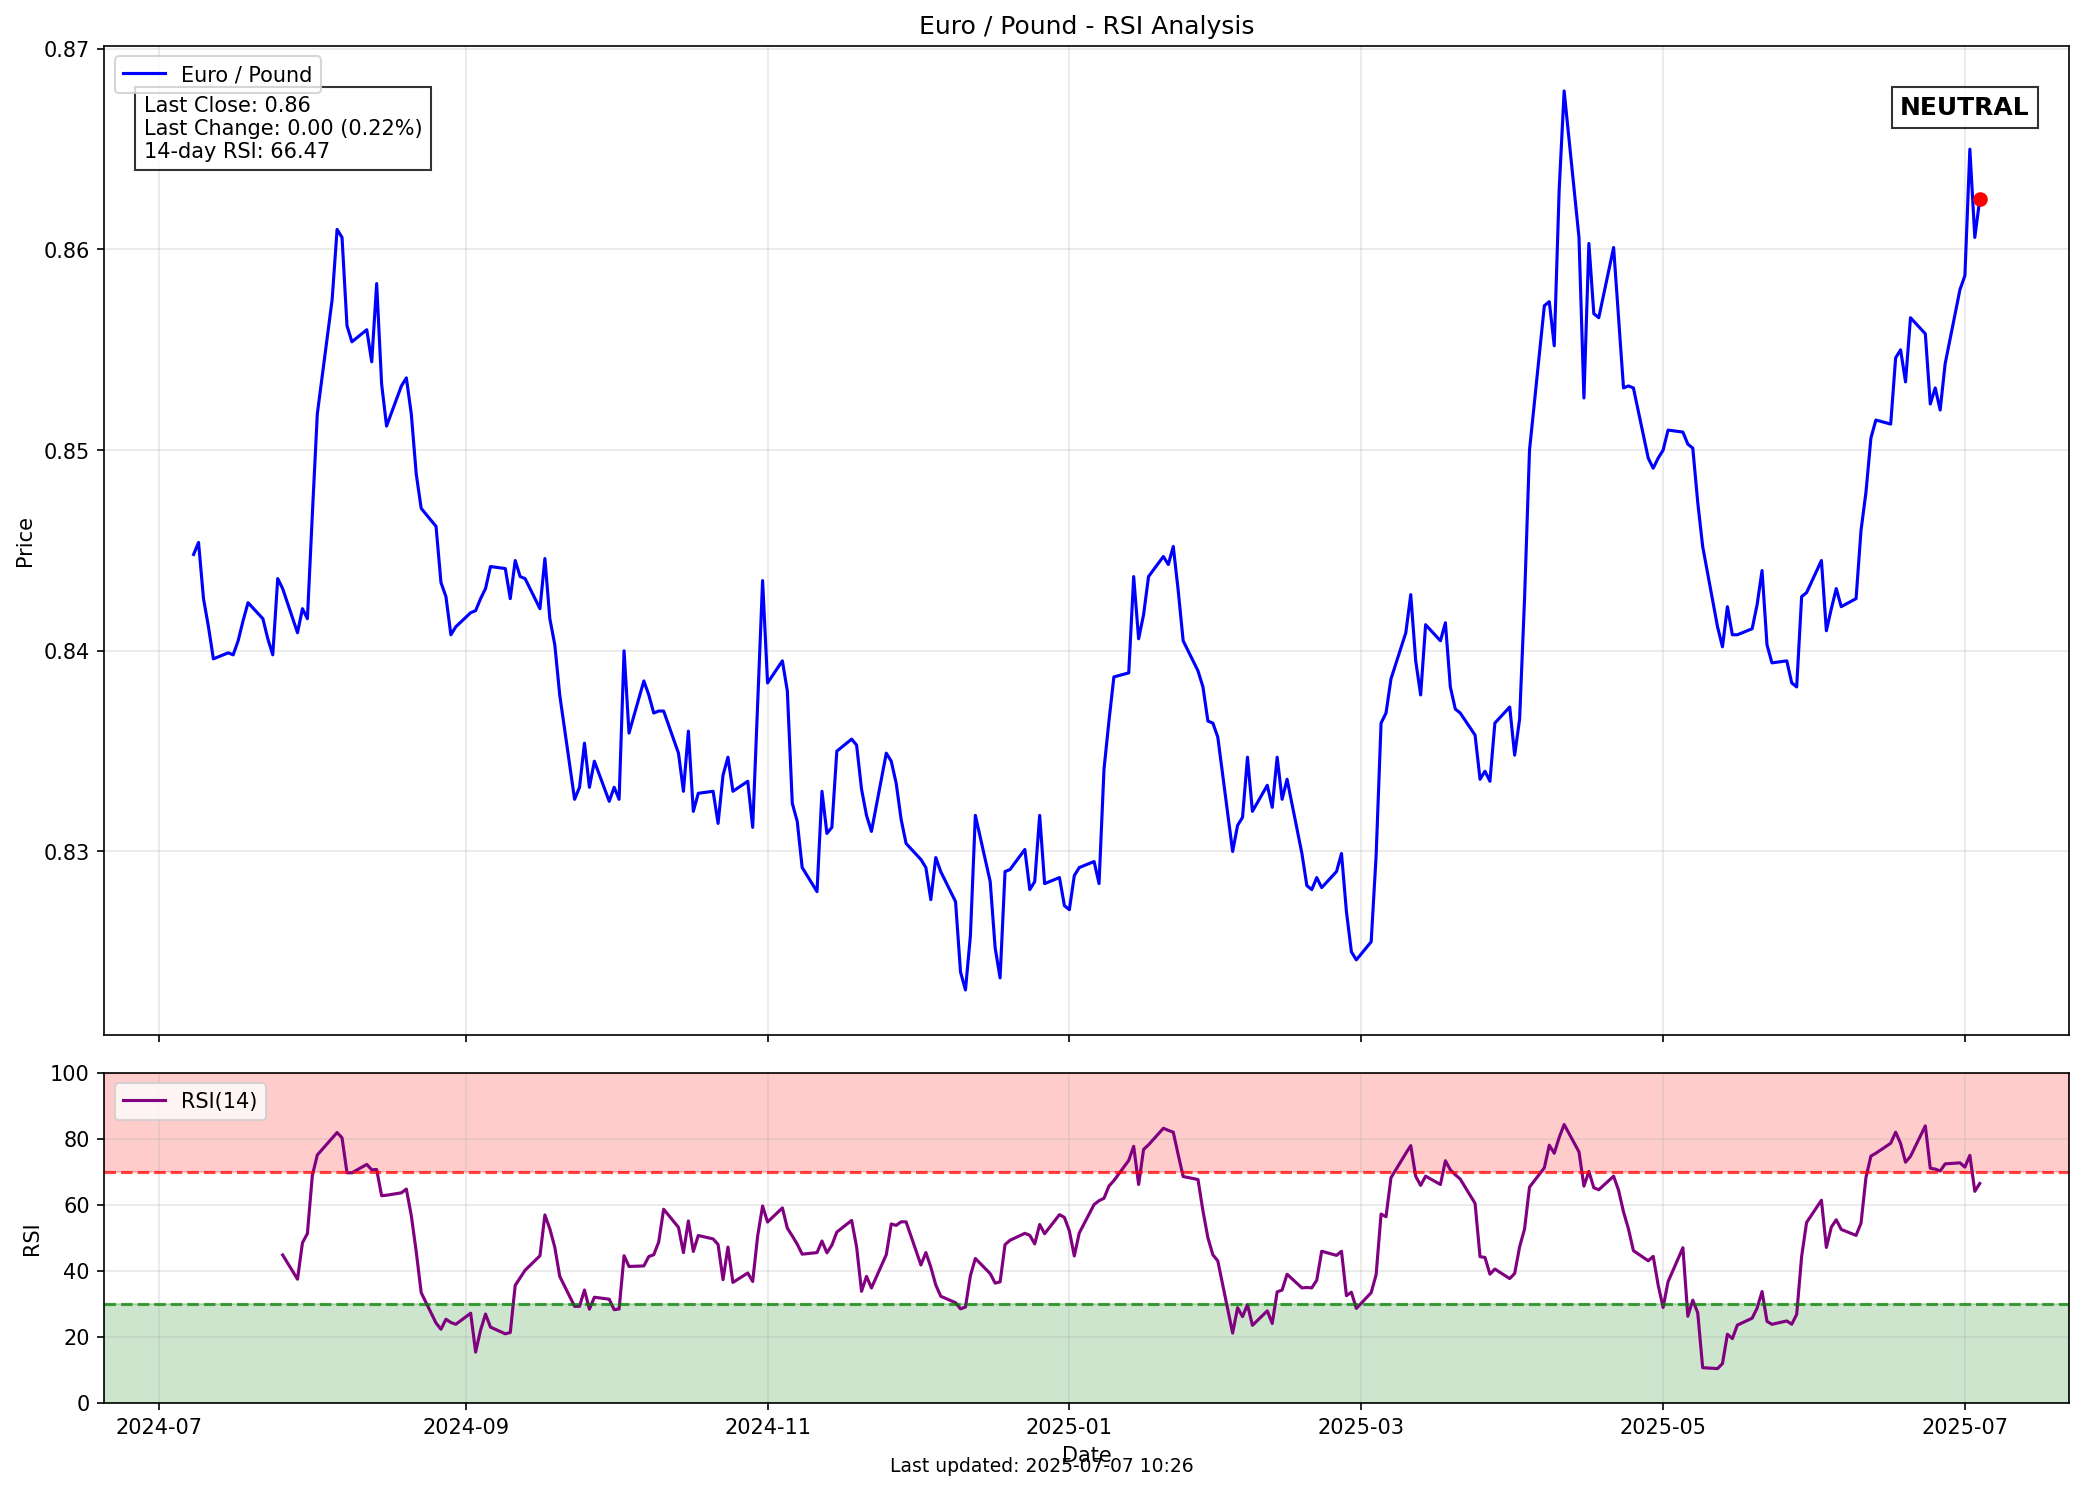 Euro / Pound - RSI Analysis
Euro / Pound
Last Close: 0.86
Last Change: 0.00 (0.22%)
14-day RSI: 66.47
NEUTRAL
Price
0.87
0.86
0.85
0.84
0.83
RSI(14)
RSI
100
80
60
40
20
0
2024-07
2024-09
2024-11
2025-01
2025-03
2025-05
2025-07
Date
Last updated: 2025-07-07 10:26